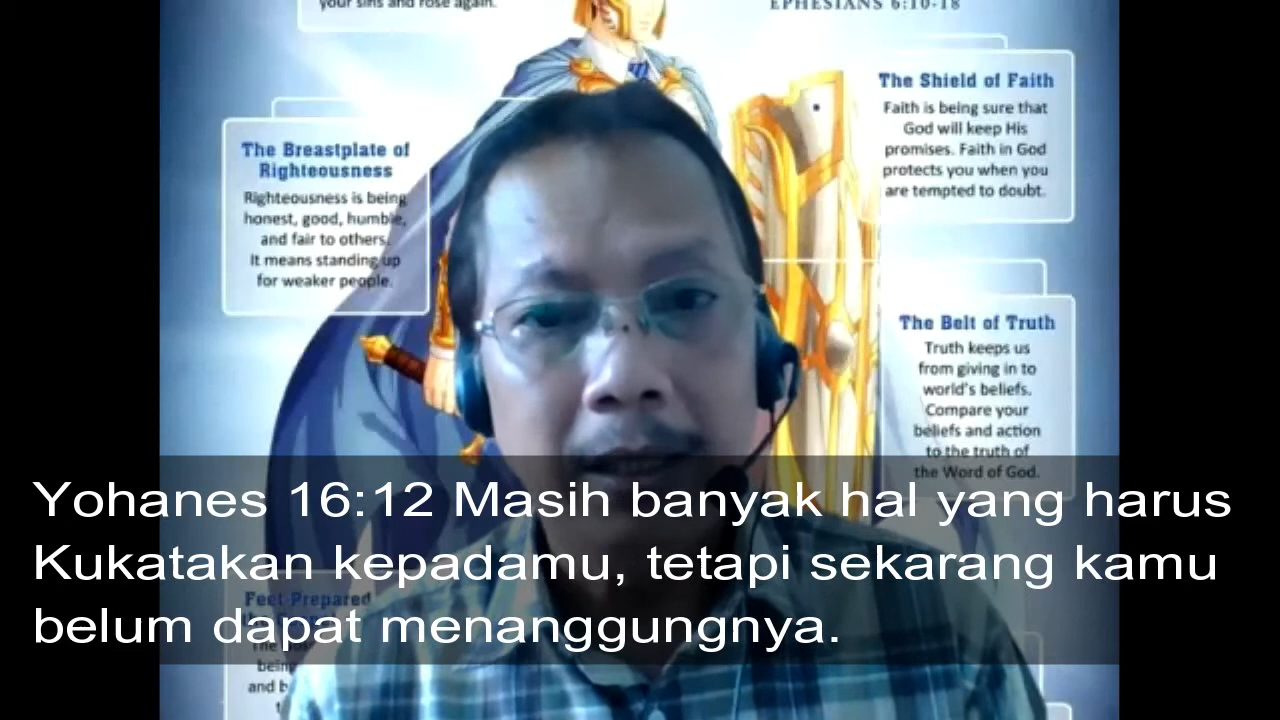 your sins and rose again.
EPHESIANS 6:10-18
The Shield of Faith
Faith is being sure that
God will keep His
promises. Faith in God
protects you when you
are tempted to doubt.
The Breastplate of
Righteousness
Righteousness is being
honest, good, humble,
and fair to others.
It means standing up
for weaker people.
The Belt of Truth
Truth keeps us
from giving in to
world's beliefs.
Compare your
beliefs and action
to the truth of
the Word of God.
Yohanes 16:12 Masih banyak hal yang harus
Kukatakan kepadamu, tetapi sekarang kamu
belum dapat menanggungnya.
Feet Prepared
being